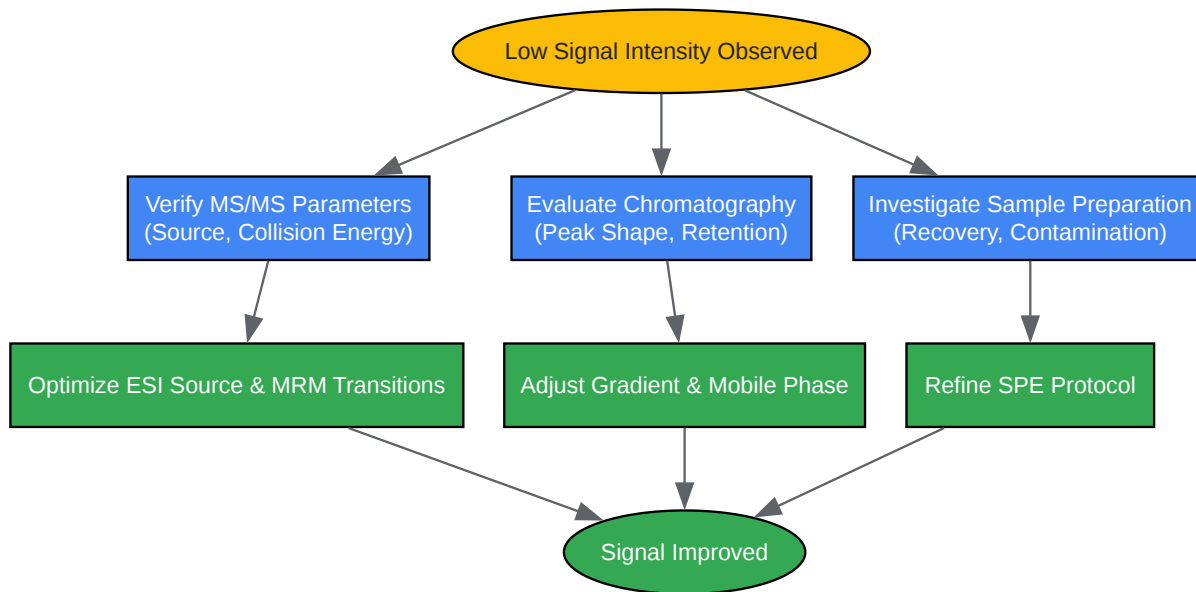 Low Signal Intensity Observed
Verify MS/MS Parameters
(Source, Collision Energy)
Evaluate Chromatography
(Peak Shape, Retention)
Investigate Sample Preparation
(Recovery, Contamination)
Optimize ESI Source & MRM Transitions
Adjust Gradient & Mobile Phase
Refine SPE Protocol
Signal Improved